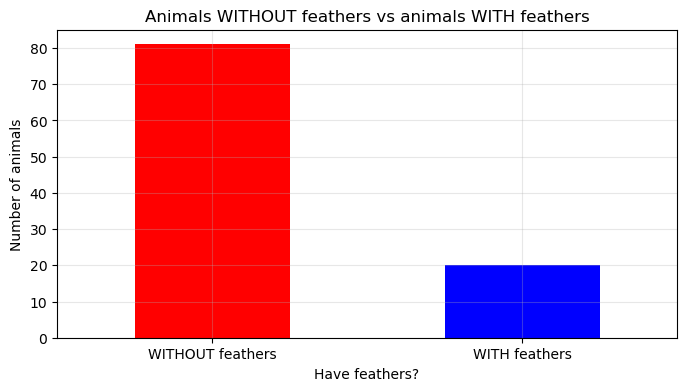 Animals WITHOUT feathers vs animals WITH feathers
Number of animals
80
70
60
50
40
30
20
10
0
WITHOUT feathers WITH feathers
Have feathers?